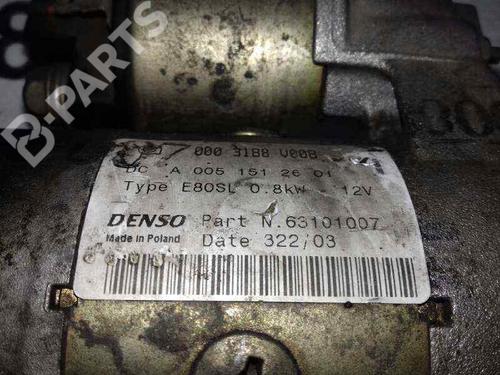 B-PARTS
000 3188 V008
DC A 005 151 26 01
Type E80SL 0.8kW - 12V
DENSO Part N.63101007
Made in Poland Date 322/03